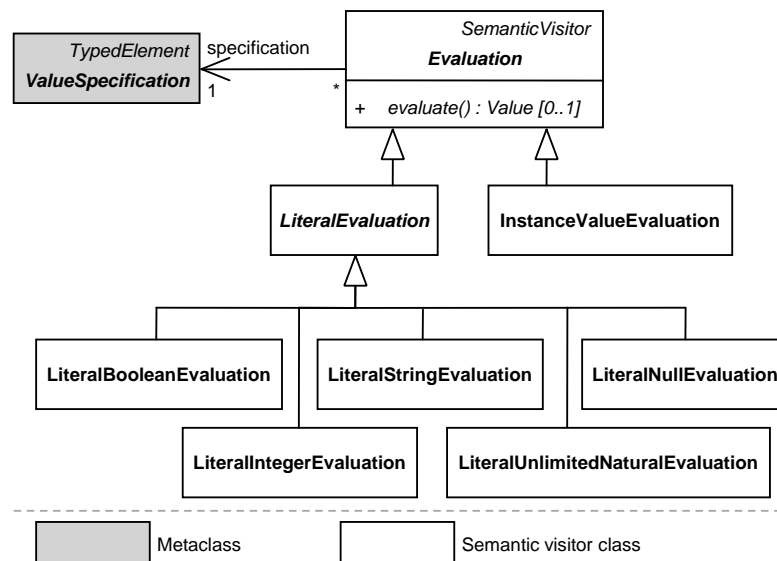 SemanticVisitor
Evaluation
+ evaluate() : Value [0..1]
TypedElement
ValueSpecification
specification
1
*
LiteralEvaluation
InstanceValueEvaluation
LiteralBooleanEvaluation
LiteralStringEvaluation
LiteralNullEvaluation
LiteralIntegerEvaluation
LiteralUnlimitedNaturalEvaluation
Metaclass
Semantic visitor class